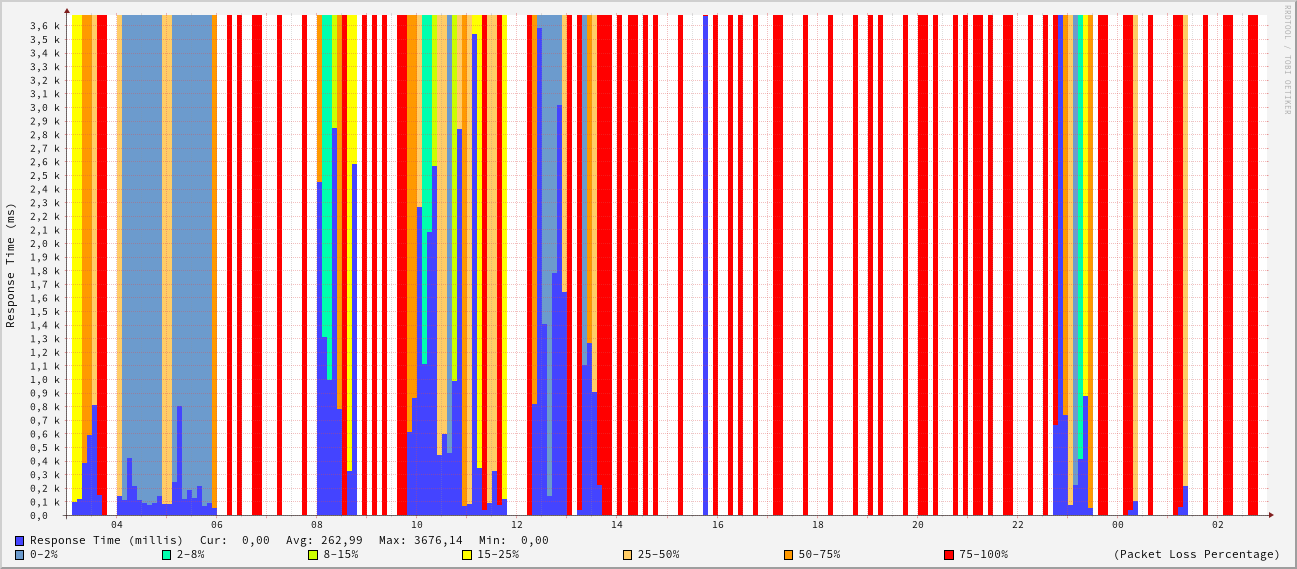 RRDTOOL / TOBI OETIKER
Response Time (ms)
3,6 k
3,5 k
3,4 k
3,3 k
3,2 k
3,1 k
3,0 k
2,9 k
2,8 k
2,7 k
2,6 k
2,5 k
2,4 k
2,3 k
2,2 k
2,1 k
2,0 k
1,9 k
1,8 k
1,7 k
1,6 k
1,5 k
1,4 k
1,3 k
1,2 k
1,1 k
1,0 k
0,9 k
0,8 k
0,7 k
0,6 k
0,5 k
0,4 k
0,3 k
0,2 k
0,1 k
0,0
04 06 08 10 12 14 16 18 20 22 00 02
Response Time (millis) Cur: 0,00 Avg: 262,99 Max: 3676,14 Min: 0,00
0-2% 2-8% 8-15% 15-25% 25-50% 50-75% 75-100% (Packet Loss Percentage)